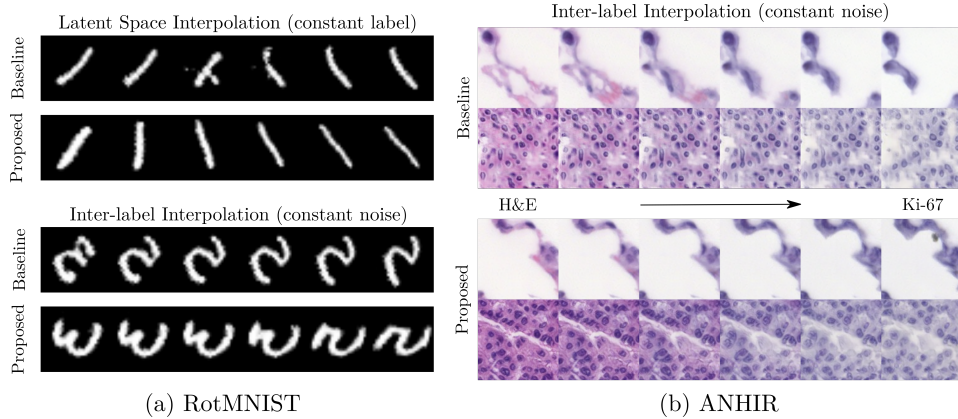 Latent Space Interpolation (constant label)
Baseline
Proposed
Inter-label Interpolation (constant noise)
Baseline
Proposed
(a) RotMNIST
Inter-label Interpolation (constant noise)
Baseline
H&E
Ki-67
Proposed
(b) ANHIR